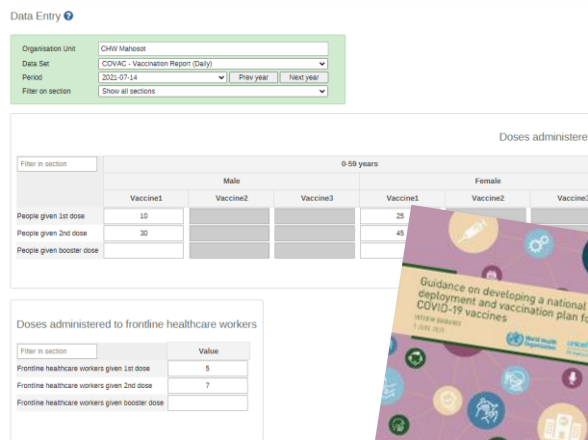 Data Entry ?
Organisation Unit CHW Mahosot
Data Set COVAC - Vaccination Report (Daily)
Period 2021-07-14 Prev year Next year
Filter on section Show all sections
Doses administere
Filter in section 0-59 years
Male Female
Vaccine1 Vaccine2 Vaccine3 Vaccine1 Vaccine2 Vaccine3
People given 1st dose 10 25
People given 2nd dose 30 45
People given booster dose
Doses administered to frontline healthcare workers
Filter in section Value
Frontline healthcare workers given 1st dose 5
Frontline healthcare workers given 2nd dose 7
Frontline healthcare workers given booster dose
Guidance on developing a national
deployment and vaccination plan fo
COVID-19 vaccines
INTERIM GUIDANCE
1 JUNE 2021
World Health
Organization
unicef